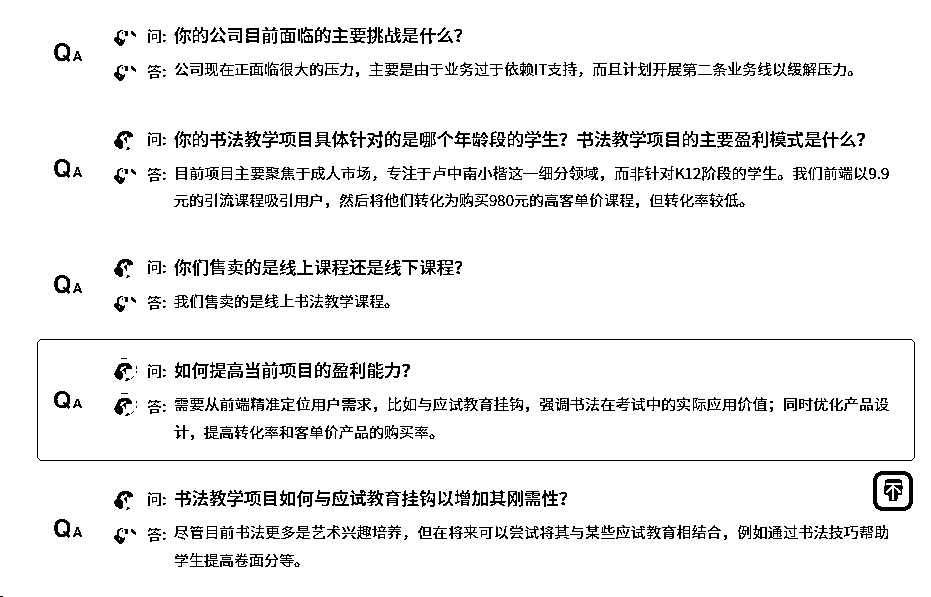 QA
问: 你的公司目前面临的主要挑战是什么?
答: 公司现在正面临很大的压力，主要是由于业务过于依赖IT支持，而且计划开展第二条业务线以缓解压力。
QA
问: 你的书法教学项目具体针对的是哪个年龄段的学生? 书法教学项目的主要盈利模式是什么?
答: 目前项目主要聚焦于成人市场，专注于卢中南小楷这一细分领域，而非针对K12阶段的学生。我们前端以9.9
元的引流课程吸引用户，然后将他们转化为购买980元的高客单价课程，但转化率较低。
QA
问: 你们售卖的是线上课程还是线下课程?
答: 我们售卖的是线上书法教学课程。
QA
问: 如何提高当前项目的盈利能力?
答: 需要从前端精准定位用户需求，比如与应试教育挂钩，强调书法在考试中的实际应用价值；同时优化产品设
计，提高转化率和客单价产品的购买率。
QA
问: 书法教学项目如何与应试教育挂钩以增加其刚需性?
答: 尽管目前书法更多是艺术兴趣培养，但在将来可以尝试将其与某些应试教育相结合，例如通过书法技巧帮助
学生提高卷面分等。